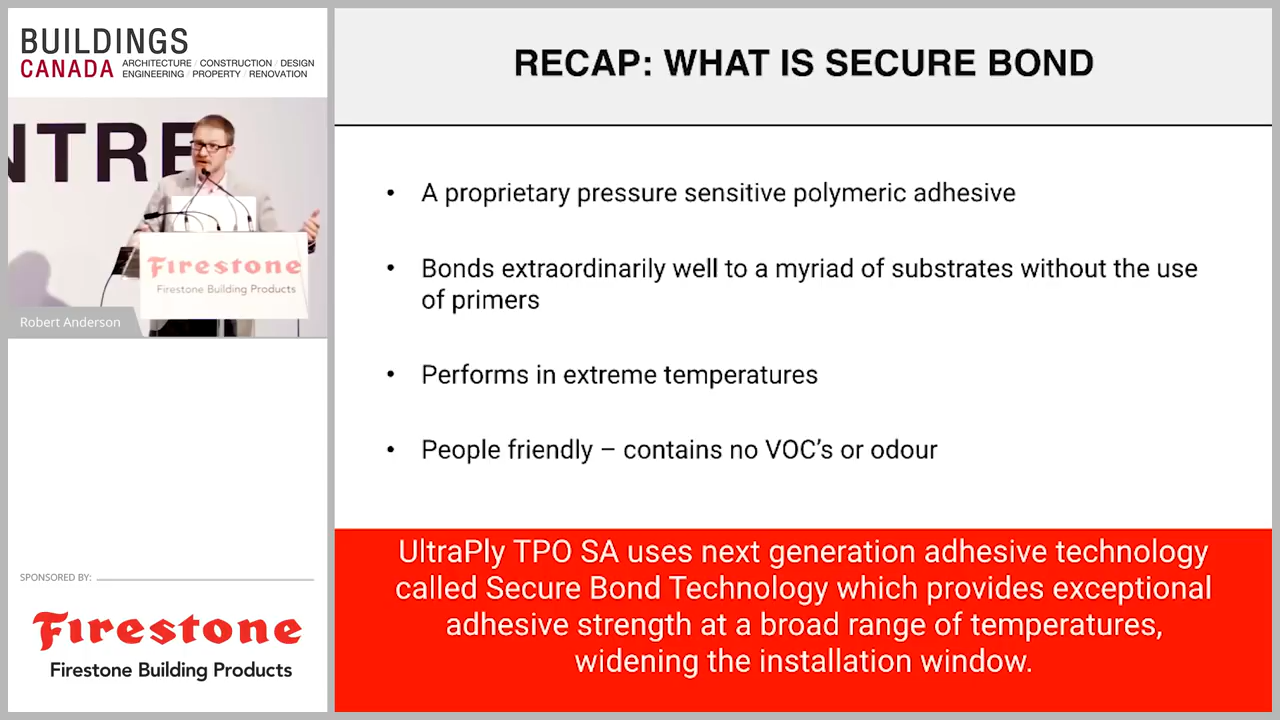 BUILDINGS
CANADA
ARCHITECTURE / CONSTRUCTION / DESIGN
ENGINEERING / PROPERTY / RENOVATION
NTRE
Firestone
Firestone Building Products
Robert Anderson
SPONSORED BY:
Firestone
Firestone Building Products
RECAP: WHAT IS SECURE BOND
• A proprietary pressure sensitive polymeric adhesive
• Bonds extraordinarily well to a myriad of substrates without the use
of primers
• Performs in extreme temperatures
• People friendly – contains no VOC's or odour
UltraPly TPO SA uses next generation adhesive technology
called Secure Bond Technology which provides exceptional
adhesive strength at a broad range of temperatures,
widening the installation window.